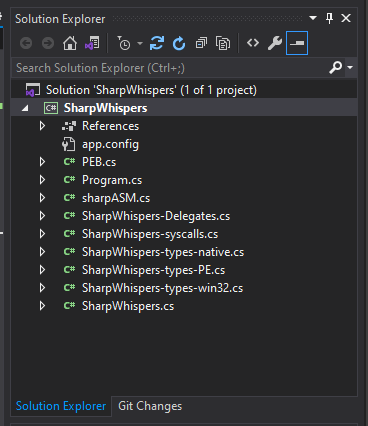 Solution Explorer
Search Solution Explorer (Ctrl+;)
Solution 'SharpWhispers' (1 of 1 project)
C# SharpWhispers
References
app.config
C# PEB.cs
C# Program.cs
C# sharpASM.cs
C# SharpWhispers-Delegates.cs
C# SharpWhispers-syscalls.cs
C# SharpWhispers-types-native.cs
C# SharpWhispers-types-PE.cs
C# SharpWhispers-types-win32.cs
C# SharpWhispers.cs
Solution Explorer Git Changes